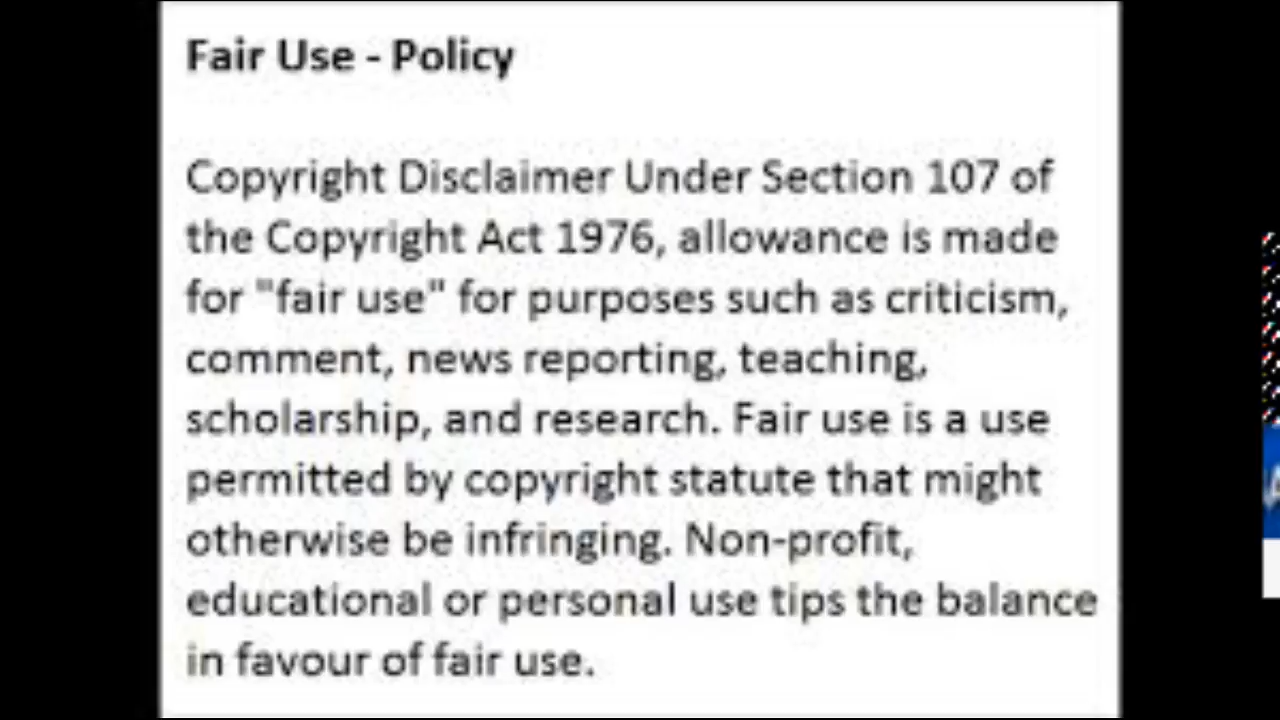 Fair Use - Policy
Copyright Disclaimer Under Section 107 of
the Copyright Act 1976, allowance is made
for "fair use" for purposes such as criticism,
comment, news reporting, teaching,
scholarship, and research. Fair use is a use
permitted by copyright statute that might
otherwise be infringing. Non-profit,
educational or personal use tips the balance
in favour of fair use.